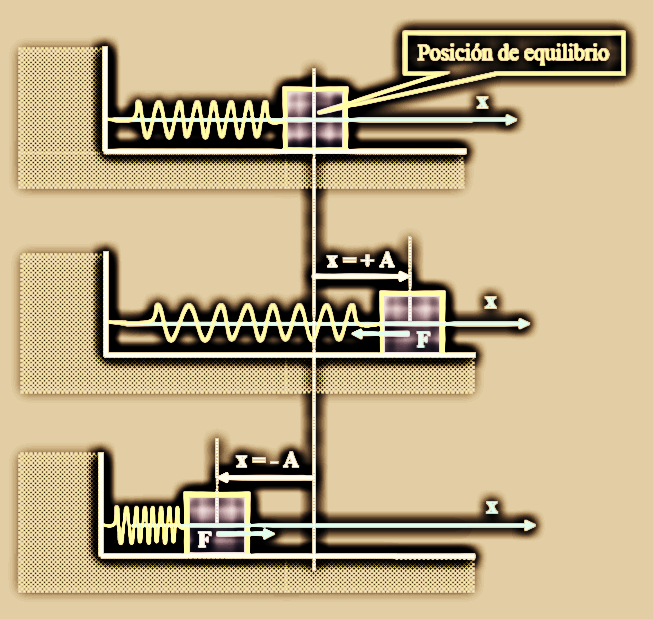 Posición de equilibrio
x
x = + A
x
F
x = – A
x
F